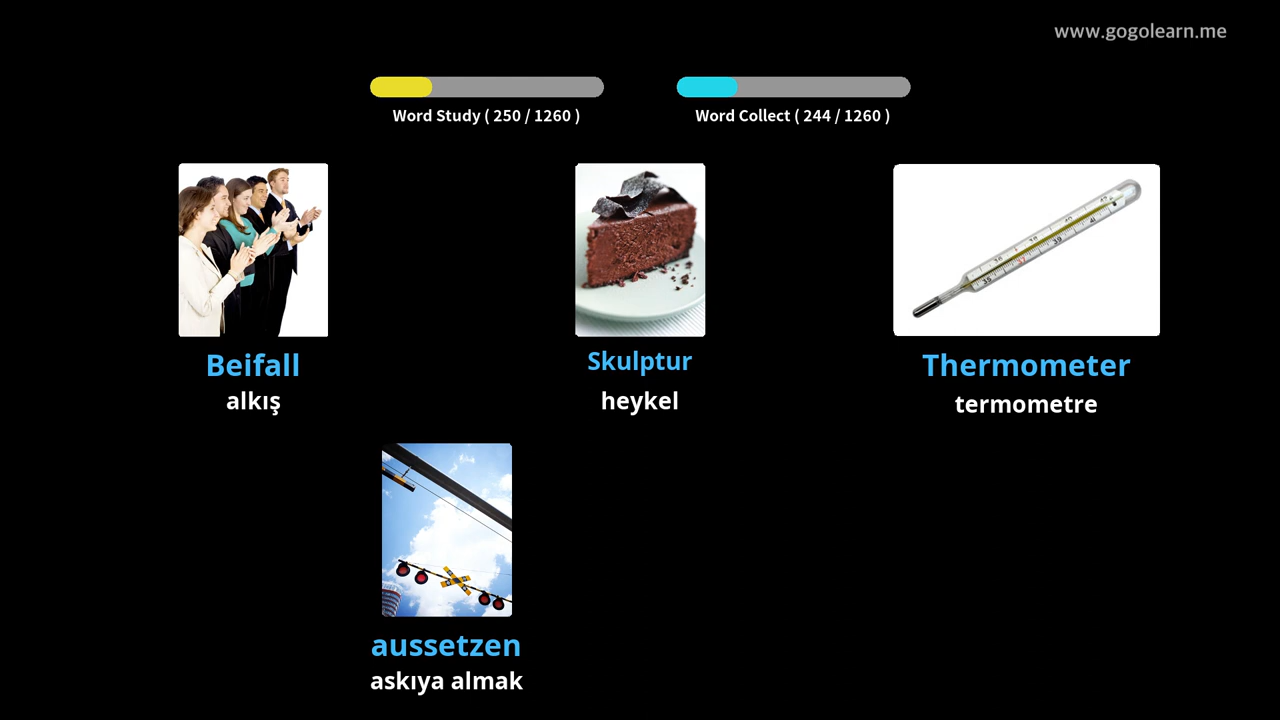 www.gogolearn.me
Word Study ( 250 / 1260 )
Word Collect ( 244 / 1260 )
Beifall
alkış
Skulptur
heykel
Thermometer
termometre
aussetzen
askıya almak